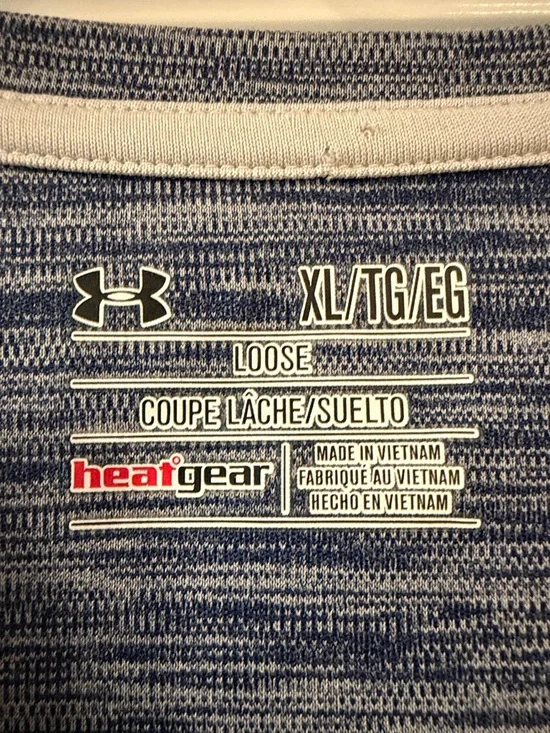 XL/TG/EG
LOOSE
COUPE LÂCHE/SUELTO
heatgear
MADE IN VIETNAM
FABRIQUÉ AU VIETNAM
HECHO EN VIETNAM